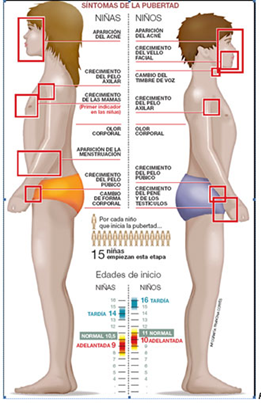 SÍNTOMAS DE LA PUBERTAD
NIÑAS
APARICIÓN
DEL ACNÉ
CRECIMIENTO
DEL PELO
AXILAR
CRECIMIENTO
DE LAS MAMAS
(Primer indicador
en las niñas)
OLOR
CORPORAL
APARICIÓN DE LA
MENSTRUACIÓN
CRECIMIENTO
DEL PELO
PÚBICO
CAMBIO
DE FORMA
CORPORAL
NIÑOS
APARICIÓN
DEL ACNÉ
CRECIMIENTO
DEL VELLO
FACIAL
CAMBIO DEL
TIMBRE DE VOZ
CRECIMIENTO
DEL PELO
AXILAR
OLOR
CORPORAL
CRECIMIENTO
DEL PELO
PÚBICO
CRECIMIENTO
DEL PENE
Y DE LOS
TESTÍCULOS
Por cada niño
que inicia la pubertad...
15 niñas
empiezan esta etapa
Edades de inicio
NIÑAS
NIÑOS
16 TARDÍA
TARDÍA 14
NORMAL 10,5
11 NORMAL
ADELANTADA 9
10 ADELANTADA